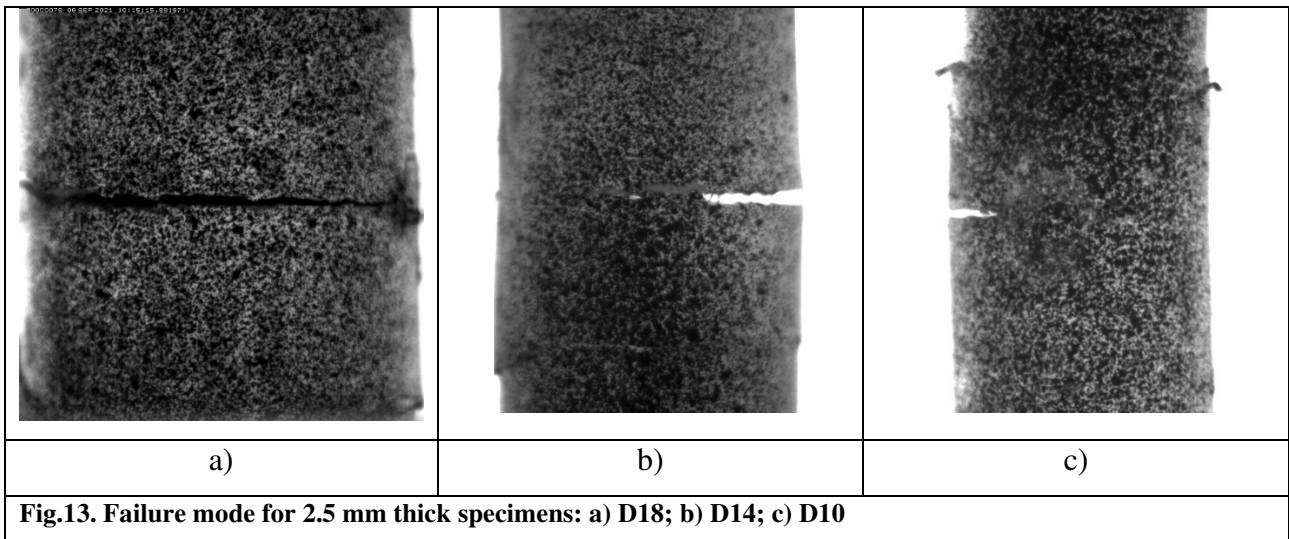 a) b) c)
Fig.13. Failure mode for 2.5 mm thick specimens: a) D18; b) D14; c) D10